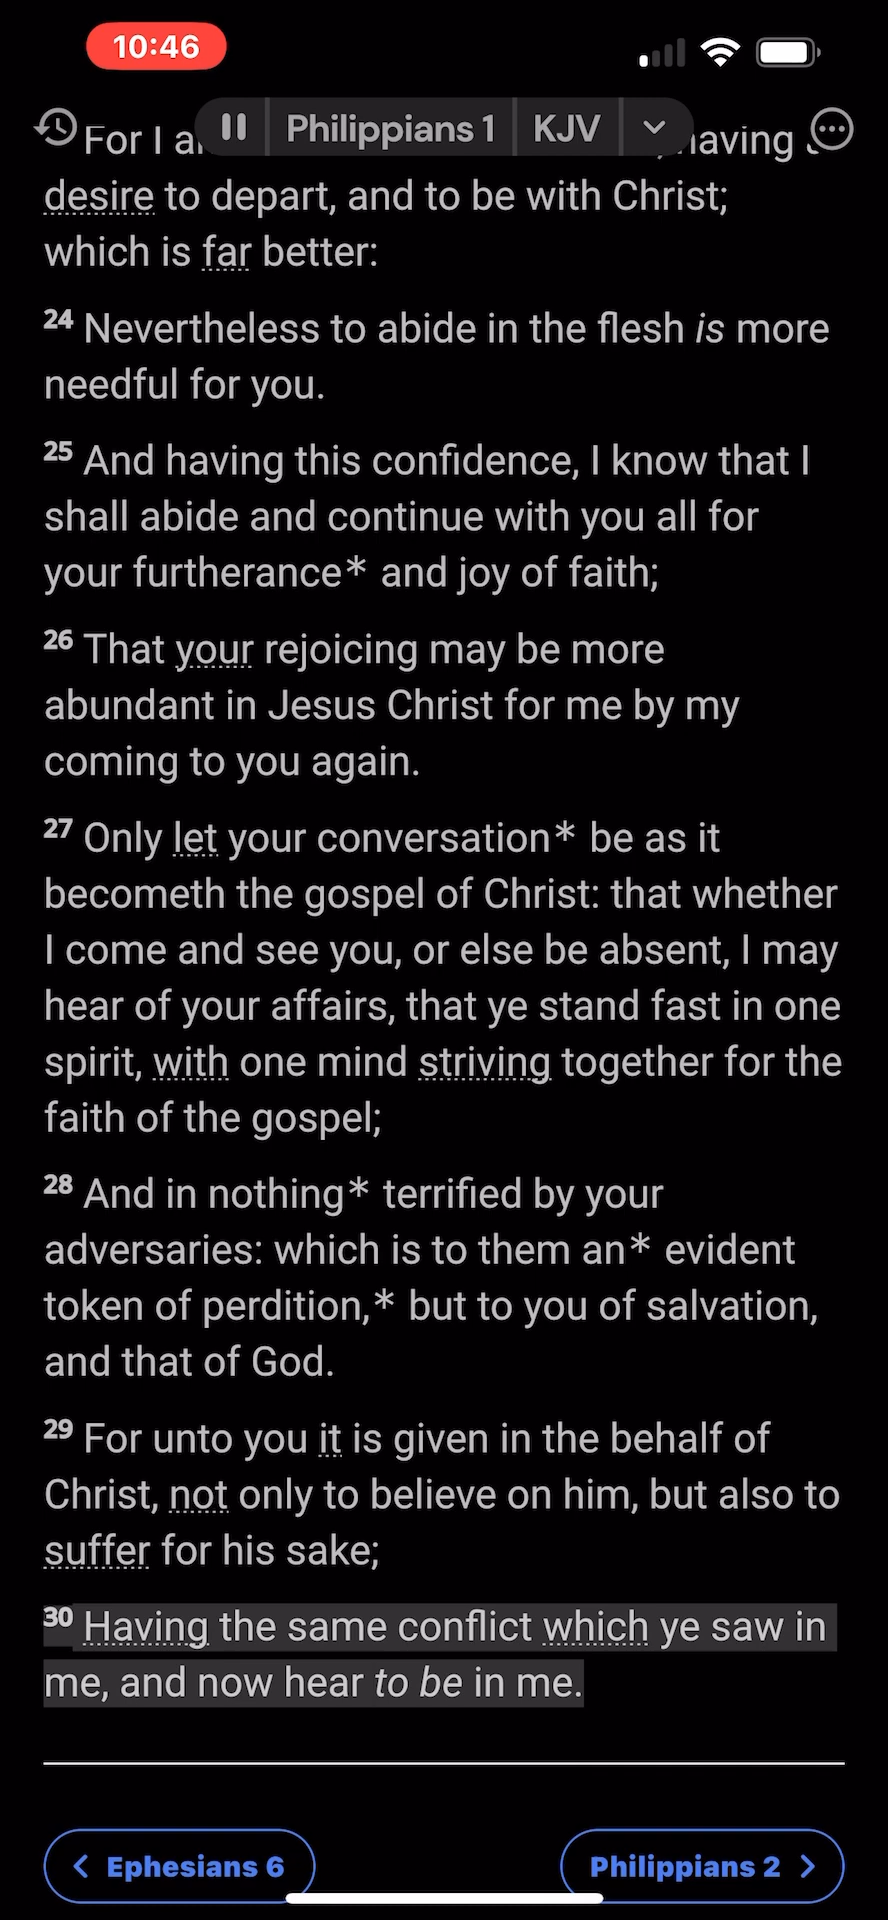 10:46
Philippians 1 KJV
For I having
desire to depart, and to be with Christ;
which is far better:
24 Nevertheless to abide in the flesh is more
needful for you.
25 And having this confidence, I know that I
shall abide and continue with you all for
your furtherance* and joy of faith;
26 That your rejoicing may be more
abundant in Jesus Christ for me by my
coming to you again.
27 Only let your conversation* be as it
becometh the gospel of Christ: that whether
I come and see you, or else be absent, I may
hear of your affairs, that ye stand fast in one
spirit, with one mind striving together for the
faith of the gospel;
28 And in nothing* terrified by your
adversaries: which is to them an* evident
token of perdition,* but to you of salvation,
and that of God.
29 For unto you it is given in the behalf of
Christ, not only to believe on him, but also to
suffer for his sake;
30 Having the same conflict which ye saw in
me, and now hear to be in me.
Ephesians 6
Philippians 2